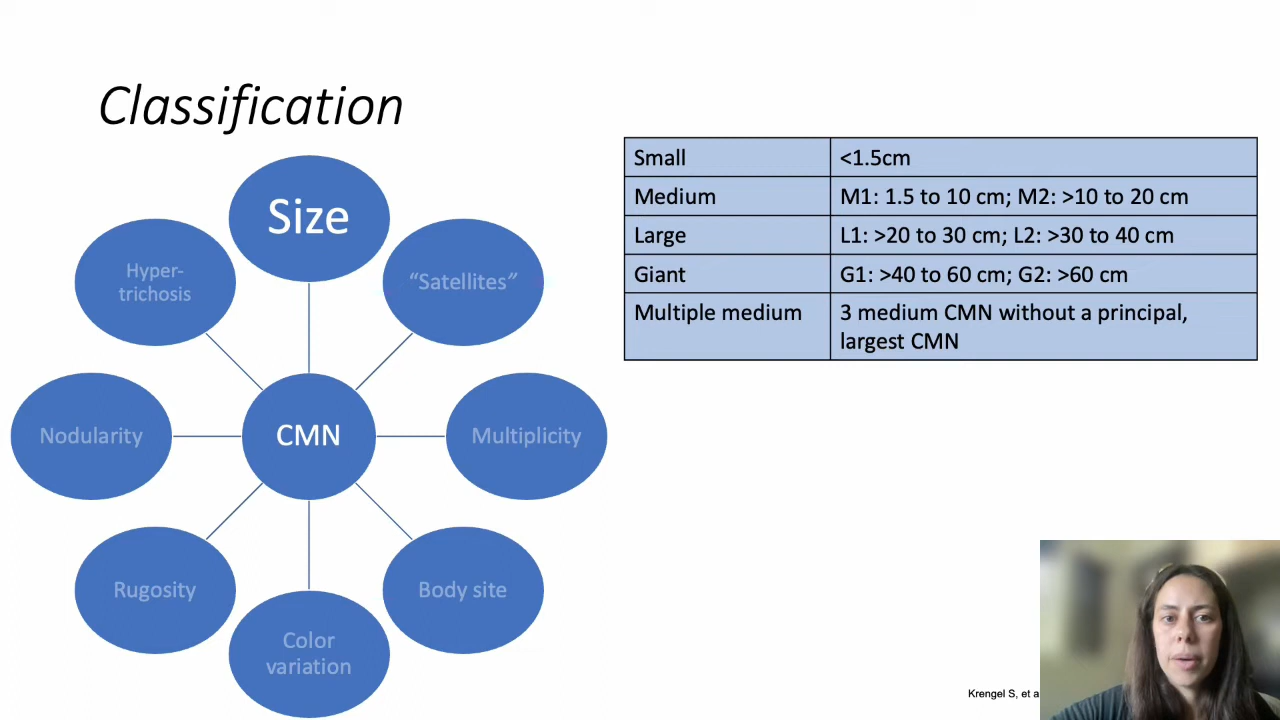 Classification
Size
"Satellites"
Multiplicity
Body site
Color
variation
Rugosity
Nodularity
Hyper-
trichosis
CMN
Small <1.5cm
Medium M1: 1.5 to 10 cm; M2: >10 to 20 cm
Large L1: >20 to 30 cm; L2: >30 to 40 cm
Giant G1: >40 to 60 cm; G2: >60 cm
Multiple medium 3 medium CMN without a principal,
largest CMN
Krengel S, et a